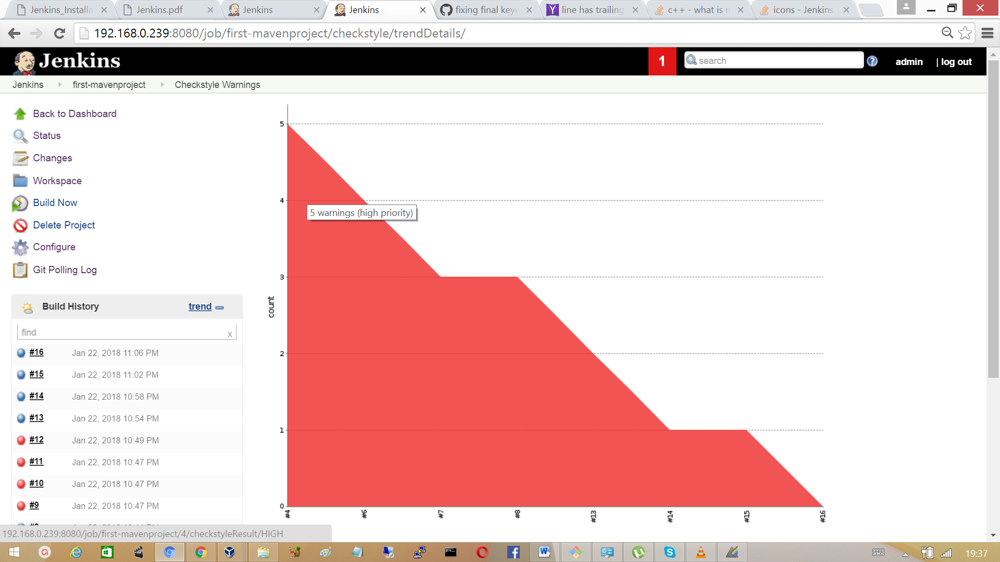 Jenkins_Installa
Jenkins.pdf
Jenkins
Jenkins
fixing final keyw
line has trailing
c++ - what is n
icons - Jenkins
192.168.0.239:8080/job/first-mavenproject/checkstyle/trendDetails/
Jenkins
1
search
admin
| log out
Jenkins
first-mavenproject
Checkstyle Warnings
Back to Dashboard
Status
Changes
Workspace
Build Now
Delete Project
Configure
Git Polling Log
Build History
trend
find
x
#16 Jan 22, 2018 11:06 PM
#15 Jan 22, 2018 11:02 PM
#14 Jan 22, 2018 10:58 PM
#13 Jan 22, 2018 10:54 PM
#12 Jan 22, 2018 10:49 PM
#11 Jan 22, 2018 10:47 PM
#10 Jan 22, 2018 10:47 PM
#9 Jan 22, 2018 10:47 PM
5
4
5 warnings (high priority)
3
count
2
1
0
#4
#6
#7
#8
#13
#14
#15
#16
192.168.0.239:8080/job/first-mavenproject/4/checkstyleResult/HIGH
19:37